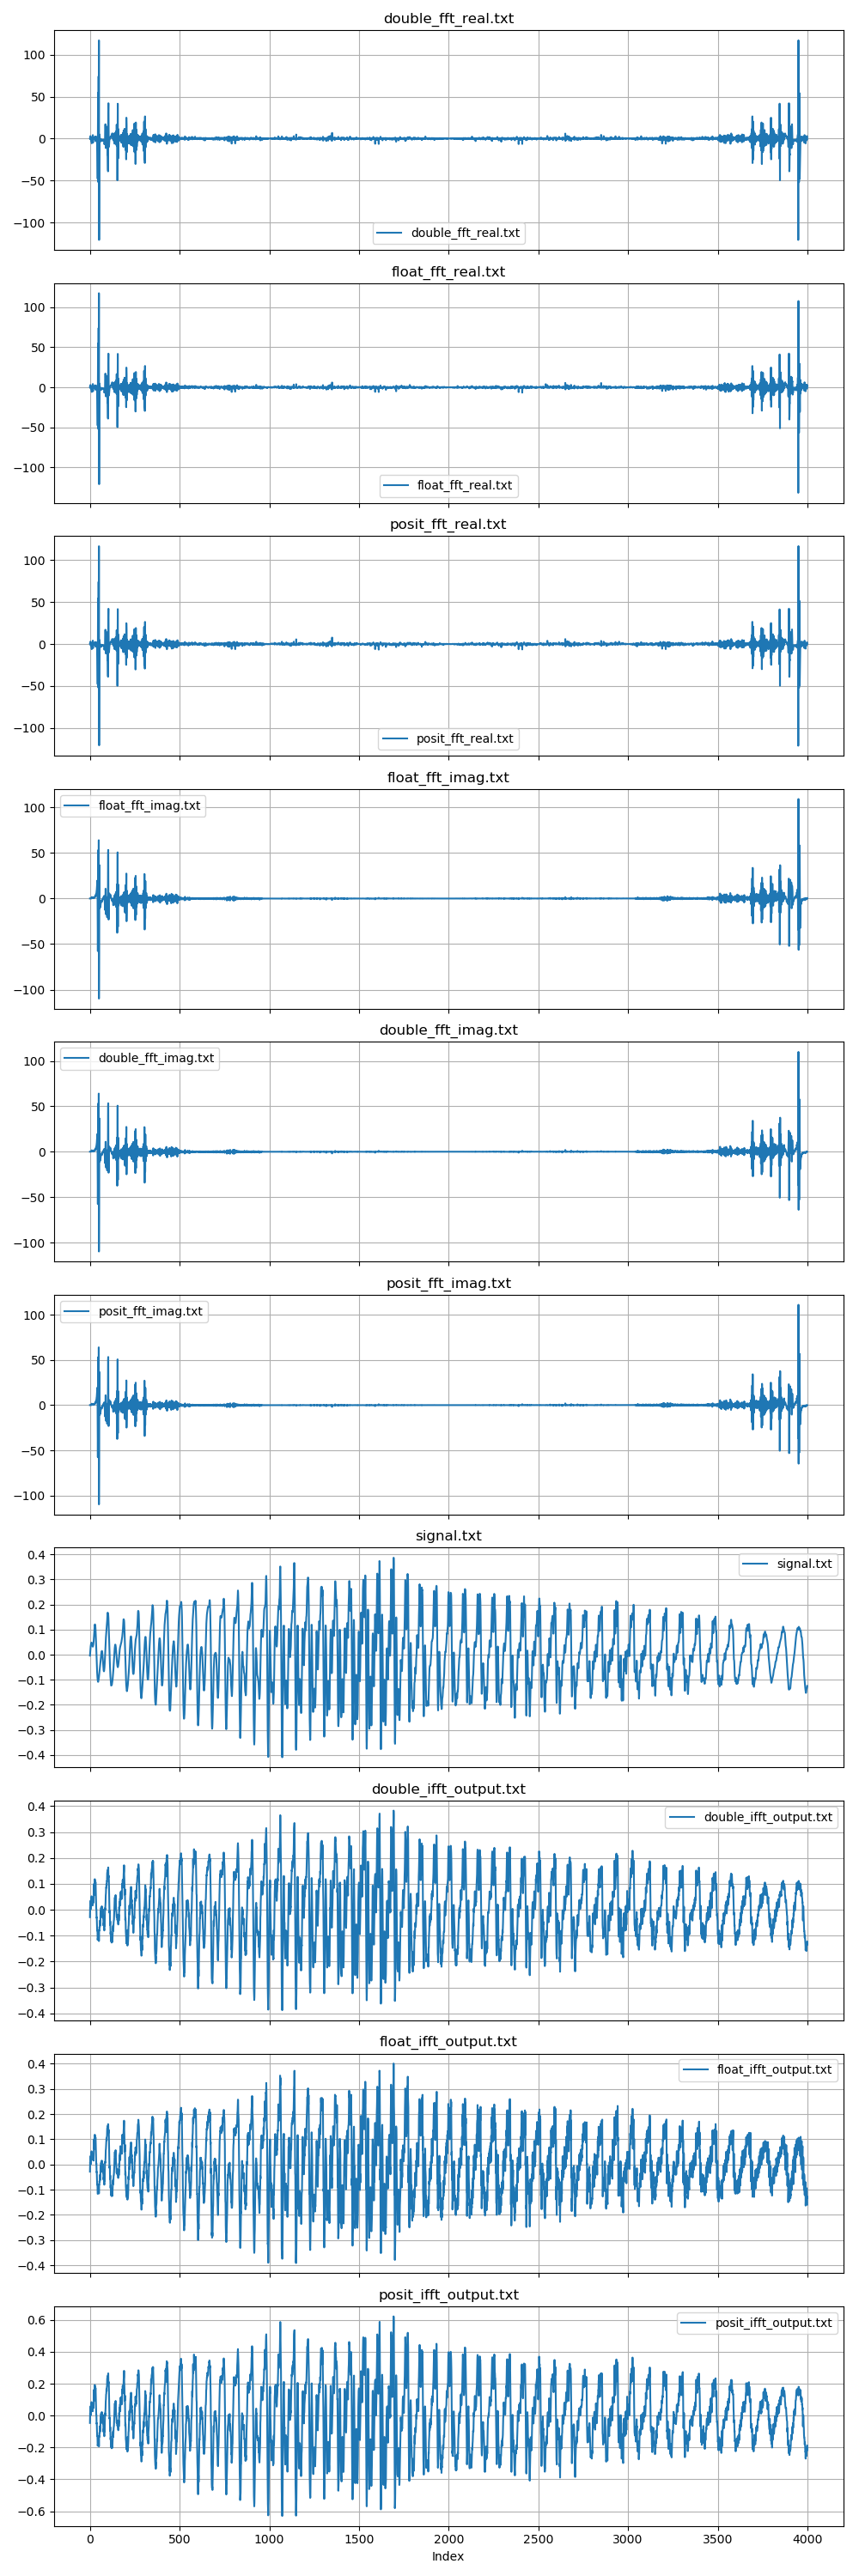 double_fft_real.txt
100
50
0
−50
−100
double_fft_real.txt
float_fft_real.txt
100
50
0
−50
−100
float_fft_real.txt
posit_fft_real.txt
100
50
0
−50
−100
posit_fft_real.txt
float_fft_imag.txt
float_fft_imag.txt
100
50
0
−50
−100
double_fft_imag.txt
double_fft_imag.txt
100
50
0
−50
−100
posit_fft_imag.txt
posit_fft_imag.txt
100
50
0
−50
−100
signal.txt
signal.txt
0.4
0.3
0.2
0.1
0.0
−0.1
−0.2
−0.3
−0.4
double_ifft_output.txt
double_ifft_output.txt
0.4
0.3
0.2
0.1
0.0
−0.1
−0.2
−0.3
−0.4
float_ifft_output.txt
float_ifft_output.txt
0.4
0.3
0.2
0.1
0.0
−0.1
−0.2
−0.3
−0.4
posit_ifft_output.txt
posit_ifft_output.txt
0.6
0.4
0.2
0.0
−0.2
−0.4
−0.6
0 500 1000 1500 2000 2500 3000 3500 4000
Index